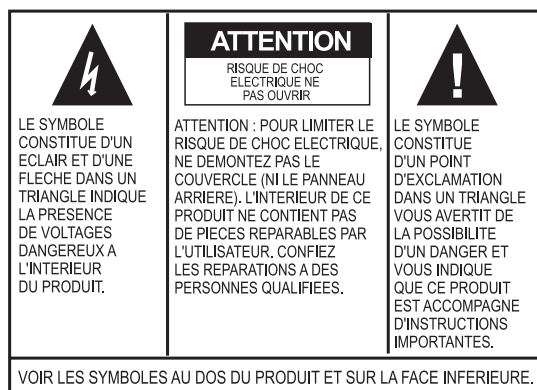 LE SYMBOLE
CONSTITUE D'UN
ECLAIR ET D'UNE
FLECHE DANS UN
TRIANGLE INDIQUE
LA PRESENCE
DE VOLTAGES
DANGEREUX A
L'INTERIEUR
DU PRODUIT.
ATTENTION
RISQUE DE CHOC
ELECTRIQUE NE
PAS OUVRIR
ATTENTION : POUR LIMITER LE
RISQUE DE CHOC ELECTRIQUE,
NE DEMONTEZ PAS LE
COUVERCLE (NI LE PANNEAU
ARRIERE). L'INTERIEUR DE CE
PRODUIT NE CONTIENT PAS
DE PIECES REPARABLES PAR
L'UTILISATEUR. CONFIEZ
LES REPARATIONS A DES
PERSONNES QUALIFIEES.
!
LE SYMBOLE
CONSTITUE
D'UN POINT
D'EXCLAMATION
DANS UN TRIANGLE
VOUS AVERTIT DE
LA POSSIBILITE
D'UN DANGER ET
VOUS INDIQUE
QUE CE PRODUIT
EST ACCOMPAGNE
D'INSTRUCTIONS
IMPORTANTES.
VOIR LES SYMBOLES AU DOS DU PRODUIT ET SUR LA FACE INFERIEURE.